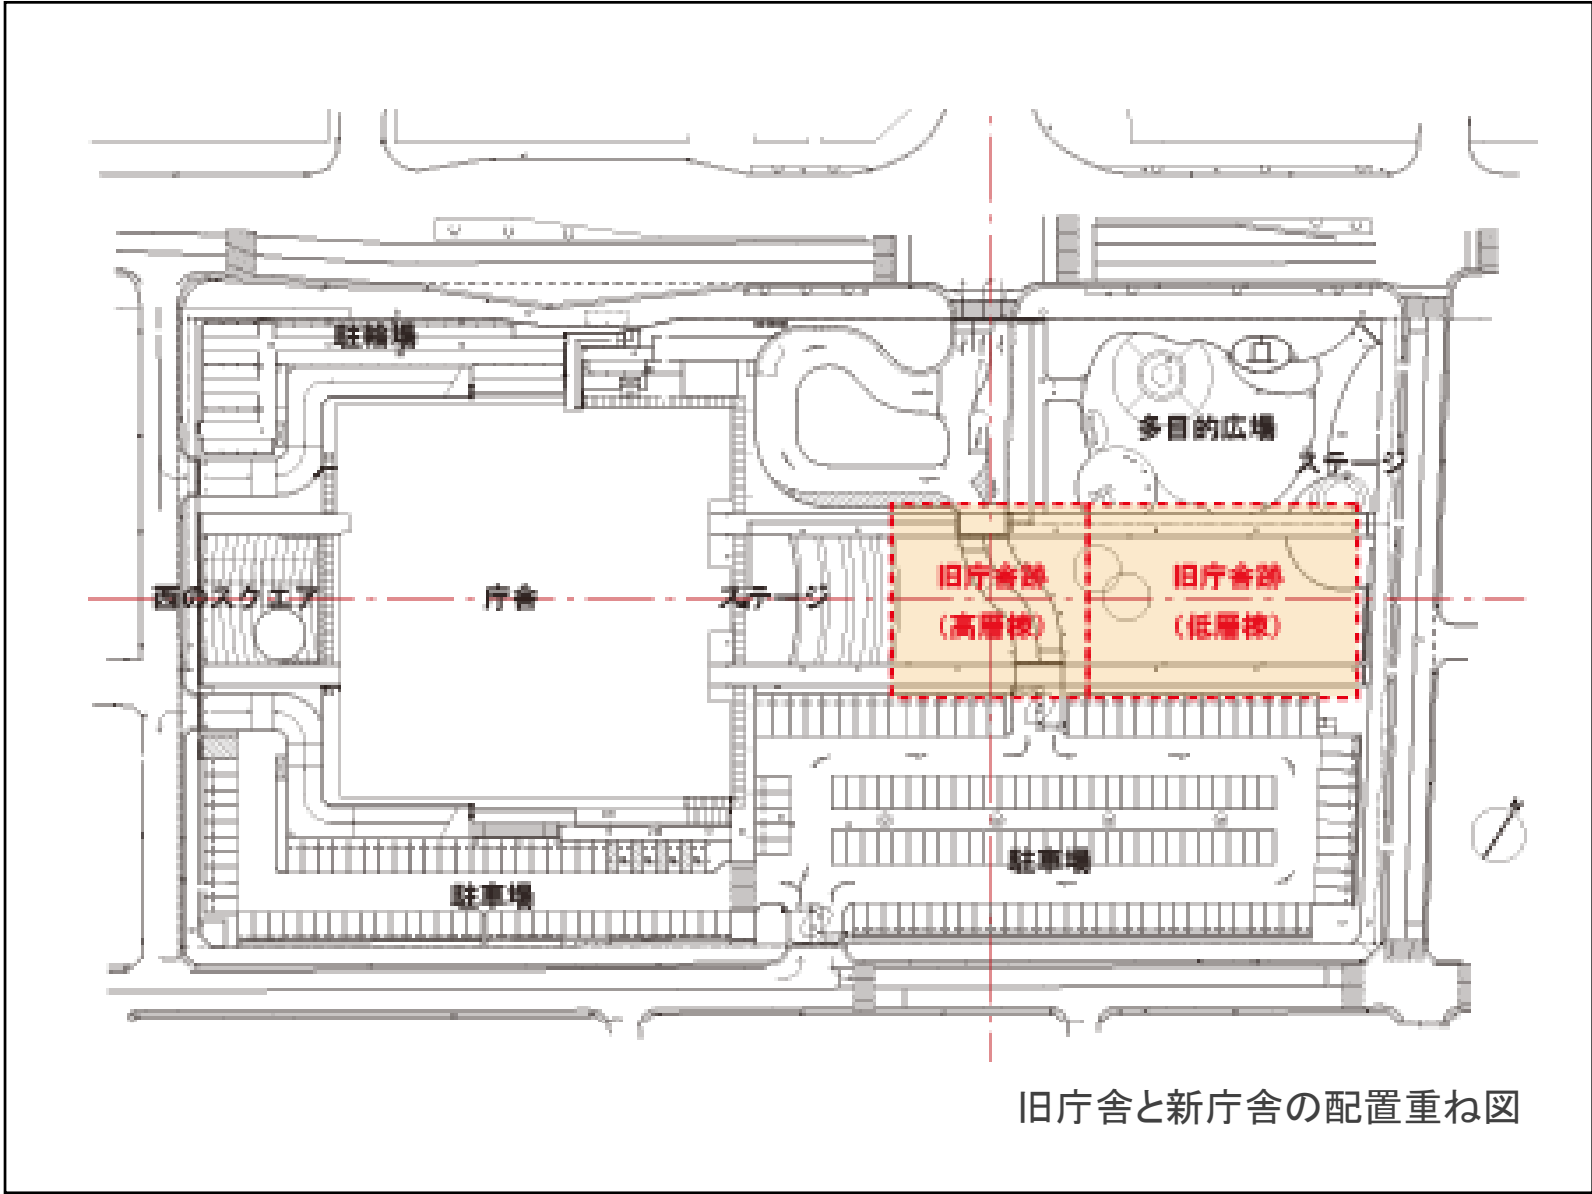 駐輪場
多目的広場
ステージ
西のスクエア
庁舎
ステージ
旧庁舎跡
(高層棟)
旧庁舎跡
(低層棟)
駐車場
駐車場
旧庁舎と新庁舎の配置重ね図